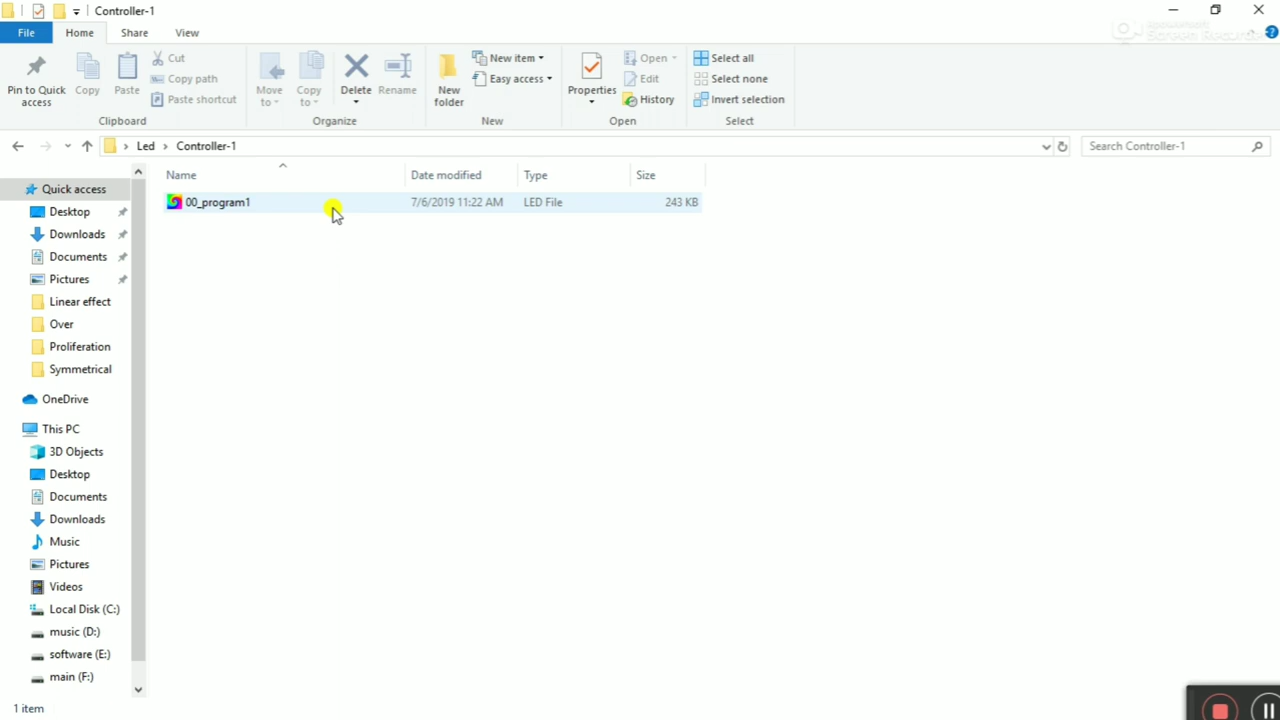 Controller-1
File Home Share View
Pin to Quick access
Copy
Paste
Cut
Copy path
Paste shortcut
Clipboard
Move to
Copy to
Delete
Rename
Organize
New folder
New item
Easy access
New
Properties
Open
Edit
History
Open
Select all
Select none
Invert selection
Select
Led Controller-1
Search Controller-1
Name Date modified Type Size
00_program1 7/6/2019 11:22 AM LED File 243 KB
Quick access
Desktop
Downloads
Documents
Pictures
Linear effect
Over
Proliferation
Symmetrical
OneDrive
This PC
3D Objects
Desktop
Documents
Downloads
Music
Pictures
Videos
Local Disk (C:)
music (D:)
software (E:)
main (F:)
1 item